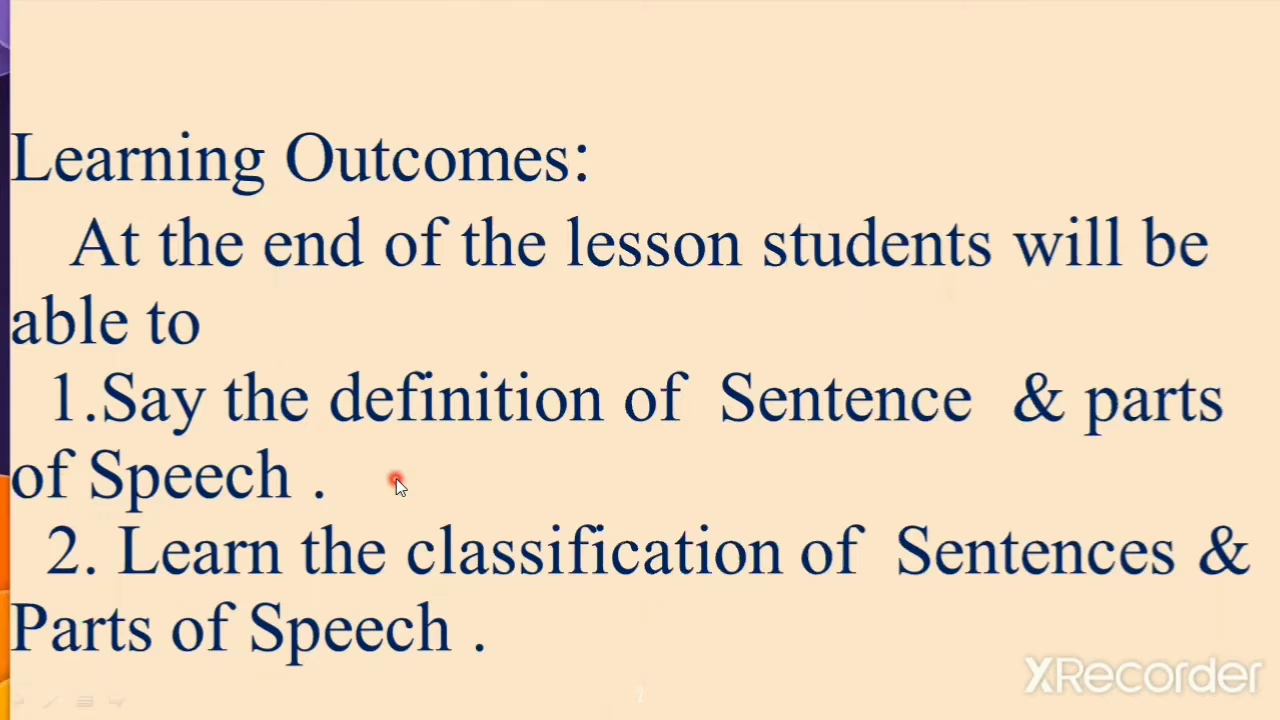 Learning Outcomes:
At the end of the lesson students will be
able to
1.Say the definition of Sentence & parts
of Speech .
2. Learn the classification of Sentences &
Parts of Speech .
XRecorder